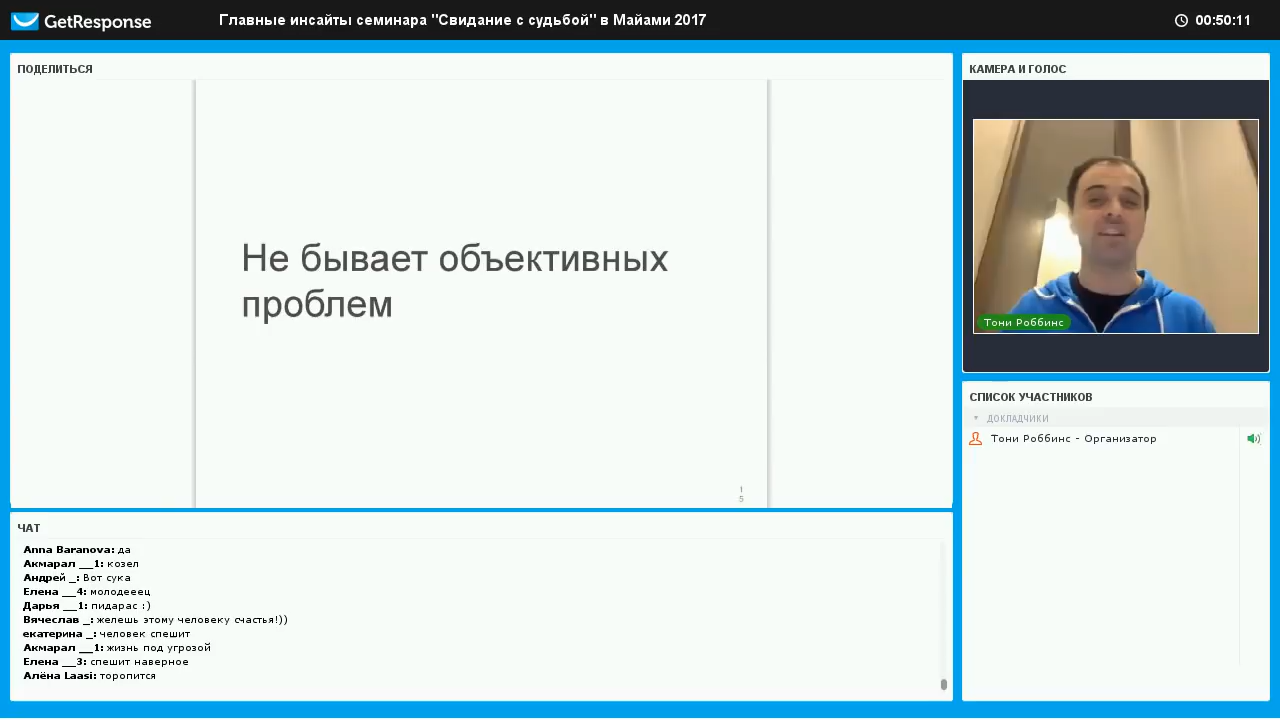 GetResponse
Главные инсайты семинара "Свидание с судьбой" в Майами 2017
00:50:11
ПОДЕЛИТЬСЯ
Не бывает объективных
проблем
1
5
КАМЕРА И ГОЛОС
Тони Роббинс
СПИСОК УЧАСТНИКОВ
ДОКЛАДЧИКИ
Тони Роббинс - Организатор
ЧАТ
Anna Baranova: да
Акмарал __1: козел
Андрей _: Вот сука
Елена __4: молодееец
Дарья __1: пидарас :)
Вячеслав _: желешь этому человеку счастья!))
екатерина _: человек спешит
Акмарал __1: жизнь под угрозой
Елена __3: спешит наверное
Алёна Laasi: торопится